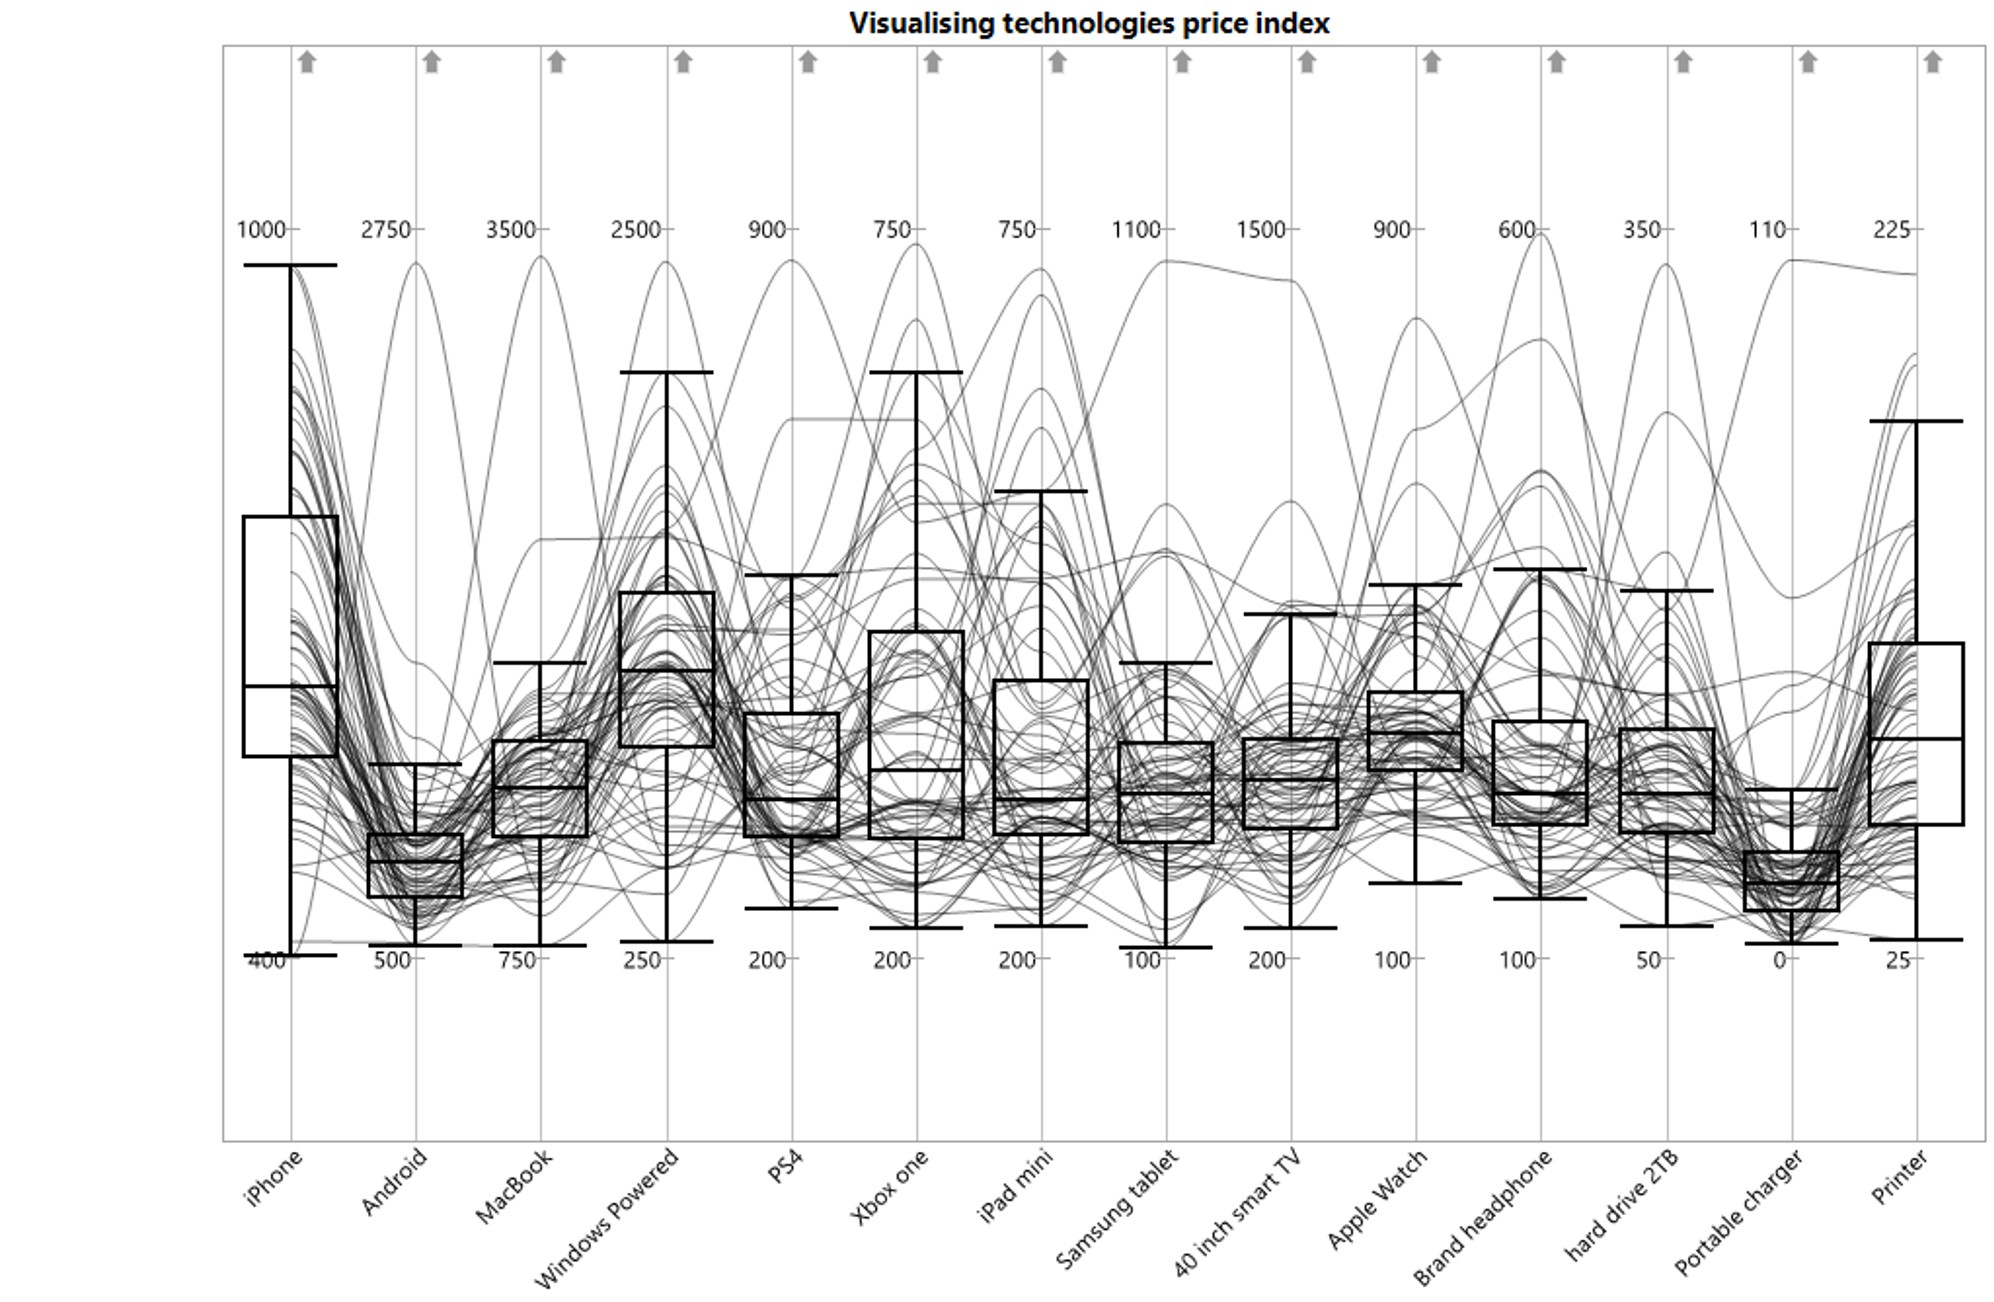 Visualising technologies price index
1000 2750 3500 2500 900 750 750 1100 1500 900 600 350 110 225
400 500 750 250 200 200 200 100 200 100 100 50 0 25
iPhone
Android
MacBook
Windows Powered
PS4
Xbox one
iPad mini
Samsung tablet
40 inch smart TV
Apple Watch
Brand headphone
hard drive 2TB
Portable charger
Printer